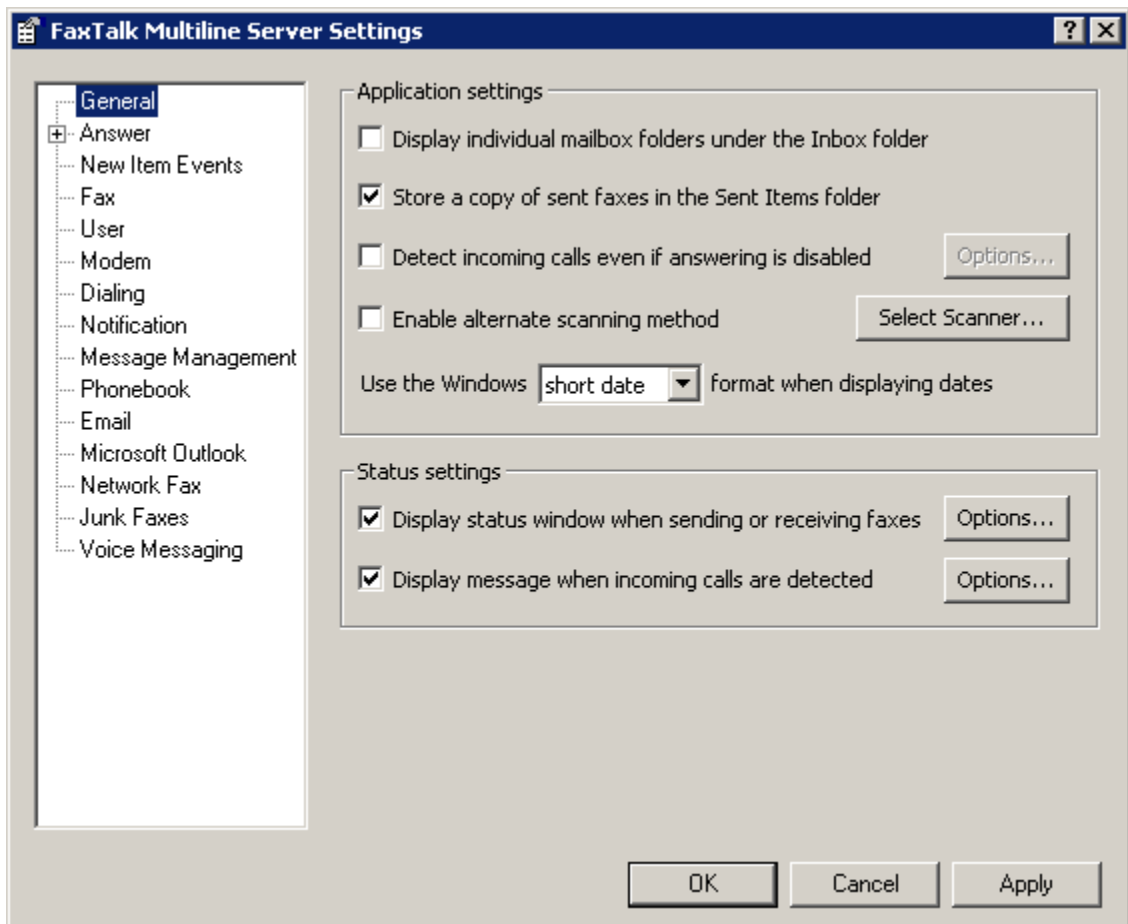 FaxTalk Multiline Server Settings
General
Answer
New Item Events
Fax
User
Modem
Dialing
Notification
Message Management
Phonebook
Email
Microsoft Outlook
Network Fax
Junk Faxes
Voice Messaging
Application settings
Display individual mailbox folders under the Inbox folder
Store a copy of sent faxes in the Sent Items folder
Detect incoming calls even if answering is disabled Options...
Enable alternate scanning method Select Scanner...
Use the Windows short date format when displaying dates
Status settings
Display status window when sending or receiving faxes Options...
Display message when incoming calls are detected Options...
OK Cancel Apply